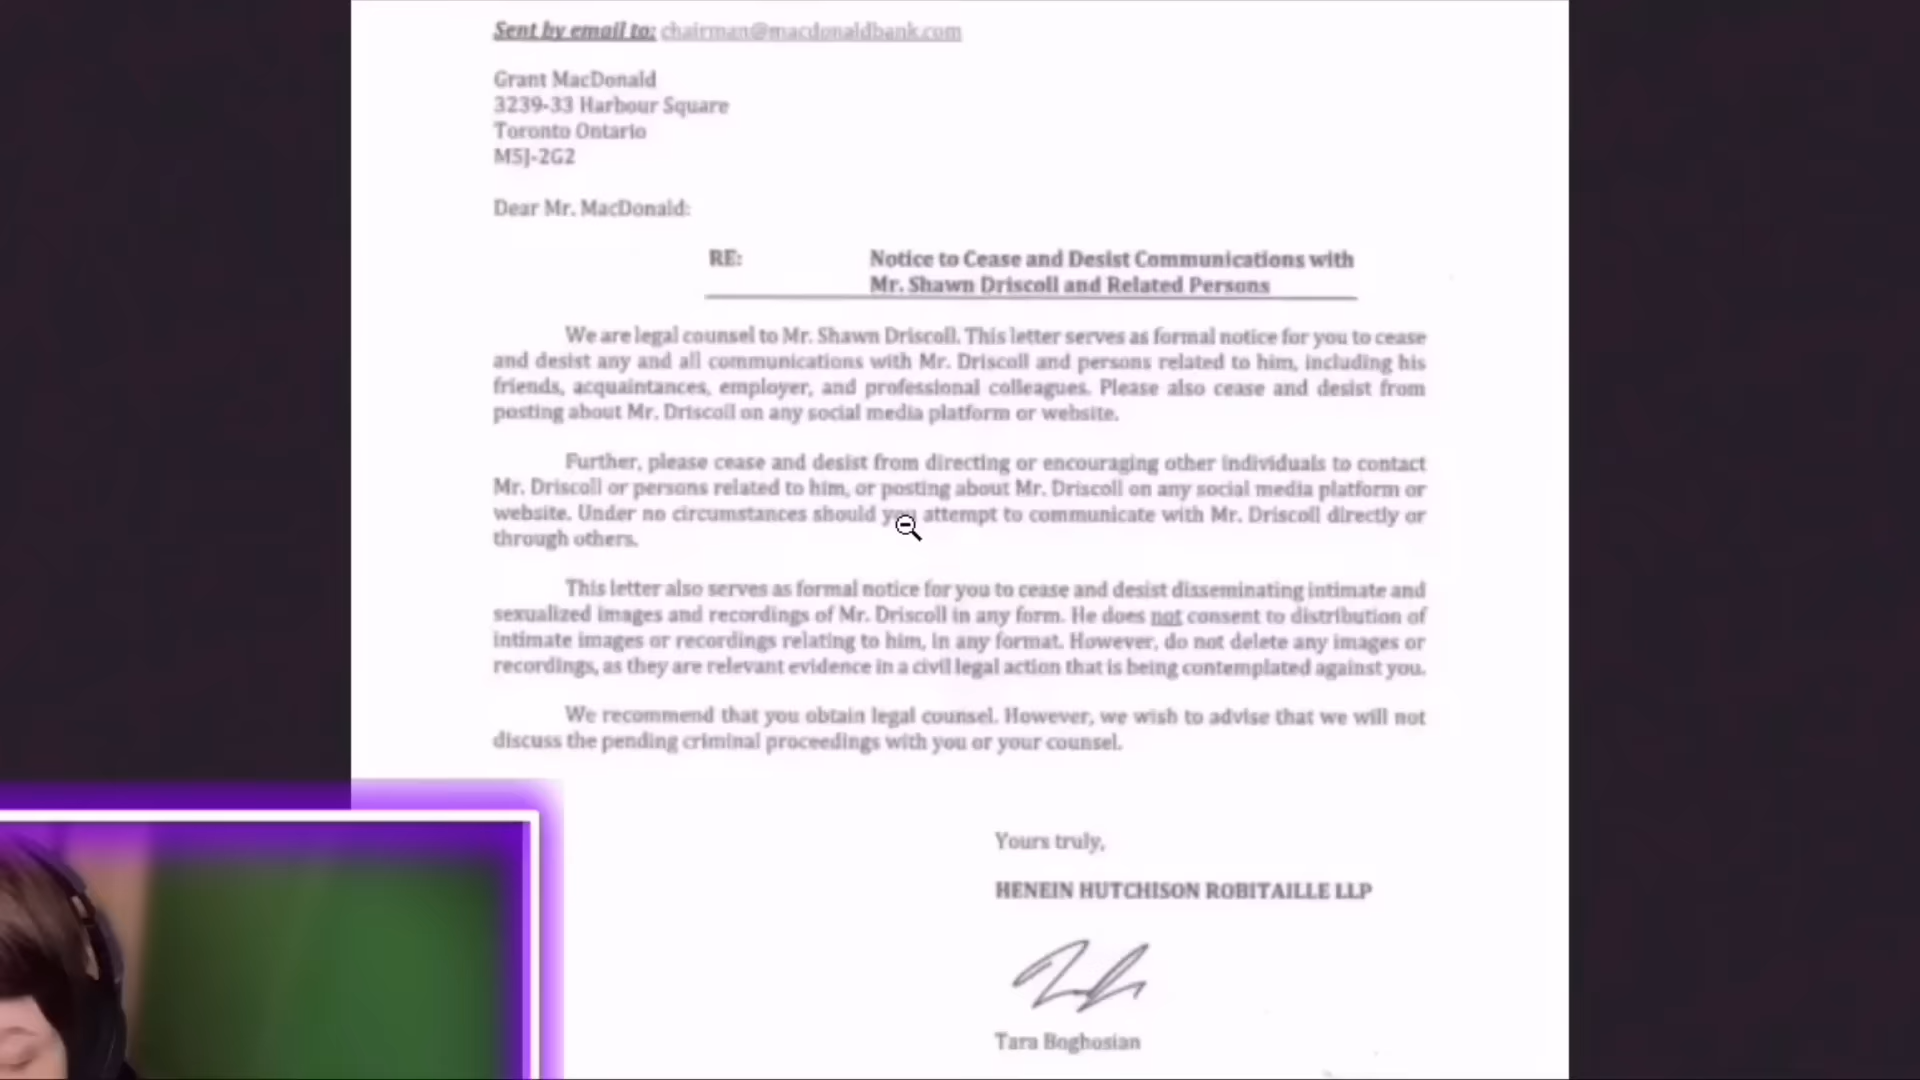 Sent by email to: chairman@macdonaldbank.com
Grant MacDonald
3239-33 Harbour Square
Toronto Ontario
M5J-2G2
Dear Mr. MacDonald:
RE: Notice to Cease and Desist Communications with
Mr. Shawn Driscoll and Related Persons
We are legal counsel to Mr. Shawn Driscoll. This letter serves as formal notice for you to cease
and desist any and all communications with Mr. Driscoll and persons related to him, including his
friends, acquaintances, employer, and professional colleagues. Please also cease and desist from
posting about Mr. Driscoll on any social media platform or website.
Further, please cease and desist from directing or encouraging other individuals to contact
Mr. Driscoll or persons related to him, or posting about Mr. Driscoll on any social media platform or
website. Under no circumstances should you attempt to communicate with Mr. Driscoll directly or
through others.
This letter also serves as formal notice for you to cease and desist disseminating intimate and
sexualized images and recordings of Mr. Driscoll in any form. He does not consent to distribution of
intimate images or recordings relating to him, in any format. However, do not delete any images or
recordings, as they are relevant evidence in a civil legal action that is being contemplated against you.
We recommend that you obtain legal counsel. However, we wish to advise that we will not
discuss the pending criminal proceedings with you or your counsel.
Yours truly,
HENEIN HUTCHISON ROBITAILLE LLP
Tara Boghosian